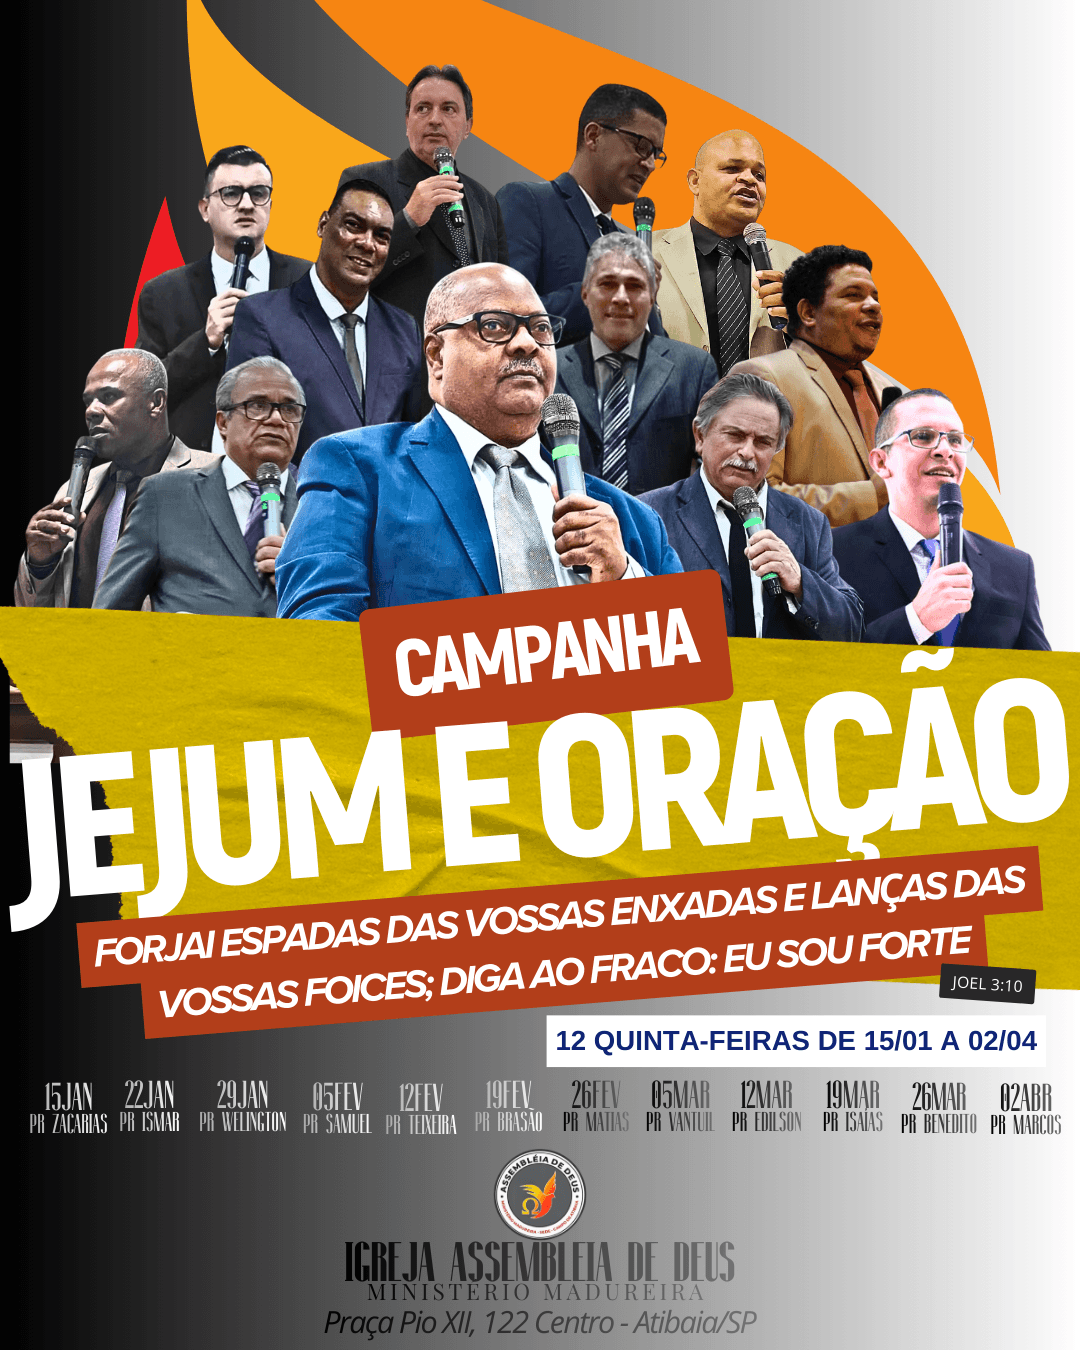 CAMPANHA
JEJUM E ORAÇÃO
FORJAI ESPADAS DAS VOSSAS ENXADAS E LANÇAS DAS
VOSSAS FOICES; DIGA AO FRACO: EU SOU FORTE
JOEL 3:10
12 QUINTA-FEIRAS DE 15/01 A 02/04
15JAN
PR ZACARIAS
22JAN
PR ISMAR
29JAN
PR WELINGTON
05FEV
PR SAMUEL
12FEV
PR TEIXEIRA
19FEV
PR BRASÃO
26FEV
PR MATIAS
05MAR
PR VANTUIL
12MAR
PR EDILSON
19MAR
PR ISAIAS
26MAR
PR BENEDITO
02ABR
PR MARCOS
ASSEMBLÉIA DE DEUS
IGREJA ASSEMBLEIA DE DEUS
MINISTERIO MADUREIRA
Praça Pio XII, 122 Centro - Atibaia/SP